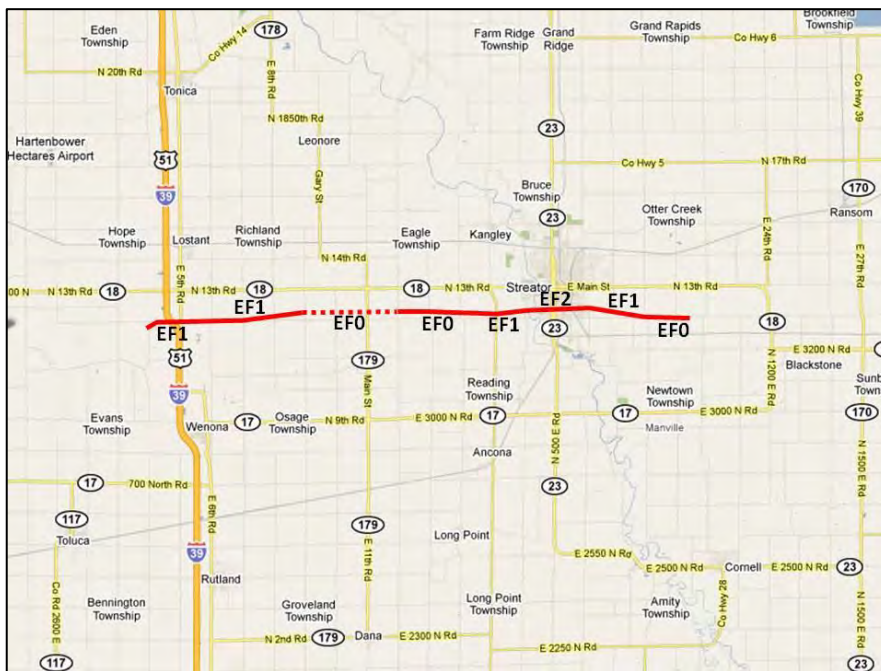 Eden
Township
178
Co Hwy 14
E 8th Rd
Farm Ridge
Township
Grand
Ridge
Grand Rapids
Township
Co Hwy 6
Brookfield
Township
N 20th Rd
Tonica
Co Hwy 39
N 1850th Rd
Leonore
23
Hartenbower
Hectares Airport
51
39
Gary St
Co Hwy 5
N 17th Rd
Bruce
Township
170
Ransom
Hope
Township
Lostant
Richland
Township
Eagle
Township
Kangley
23
Otter Creek
Township
E 24th Rd
E 27th Rd
E 5th Rd
N 14th Rd
00 N
N 13th Rd
18
N 13th Rd
18
18
N 13th Rd
Streator
E Main St
N 13th Rd
EF1
EF1
EF0
EF0
EF1
EF2
EF1
EF0
23
18
51
179
Main St
N 1200 E Rd
E 3200 N Rd
Blackstone
39
Reading
Township
Newtown
Township
Sunb
Town
Evans
Township
Wenona
17
Osage
Township
N 9th Rd
E 3000 N Rd
17
17
E 3000 N Rd
170
Manville
Ancona
N 500 E Rd
17
700 North Rd
E 6th Rd
23
N 1500 E Rd
117
Toluca
179
Long Point
39
E 11th Rd
E 2550 N Rd
E 2500 N Rd
Cornell
E 2500 N Rd
23
Co Rd 2600 E
Rutland
Co Hwy 28
Bennington
Township
Groveland
Township
Long Point
Township
Amity
Township
N 1500 E Rd
N 2nd Rd
179
Dana
E 2300 N Rd
E 2250 N Rd
117
23